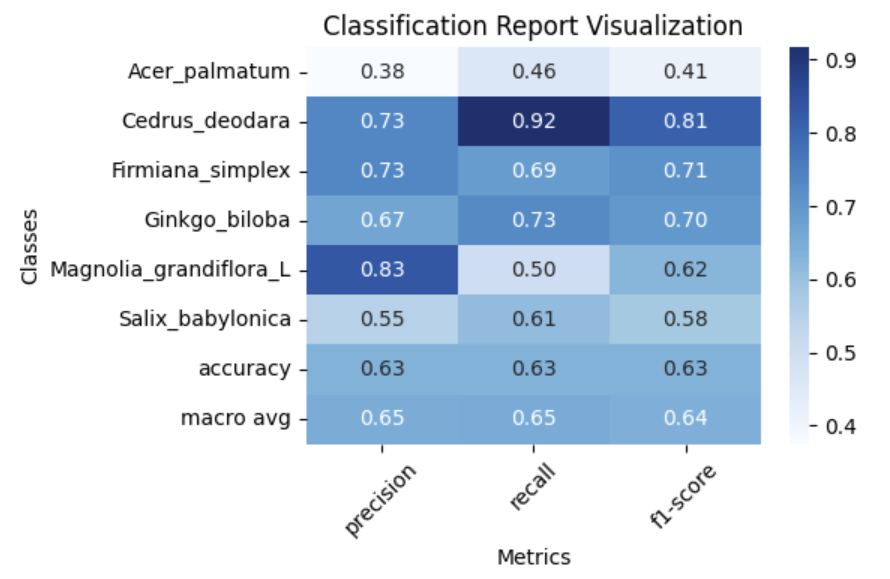 Classification Report Visualization
Classes
Acer_palmatum 0.38 0.46 0.41
Cedrus_deodara 0.73 0.92 0.81
Firmiana_simplex 0.73 0.69 0.71
Ginkgo_biloba 0.67 0.73 0.70
Magnolia_grandiflora_L 0.83 0.50 0.62
Salix_babylonica 0.55 0.61 0.58
accuracy 0.63 0.63 0.63
macro avg 0.65 0.65 0.64
precision recall f1-score
Metrics
0.9
0.8
0.7
0.6
0.5
0.4